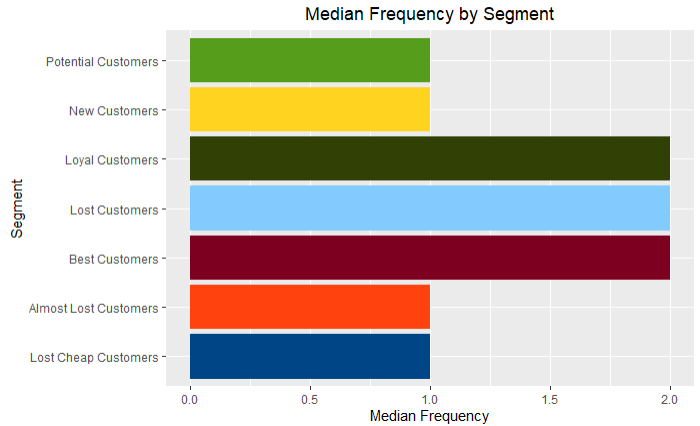 Median Frequency by Segment
Segment
Potential Customers
New Customers
Loyal Customers
Lost Customers
Best Customers
Almost Lost Customers
Lost Cheap Customers
0.0 0.5 1.0 1.5 2.0
Median Frequency